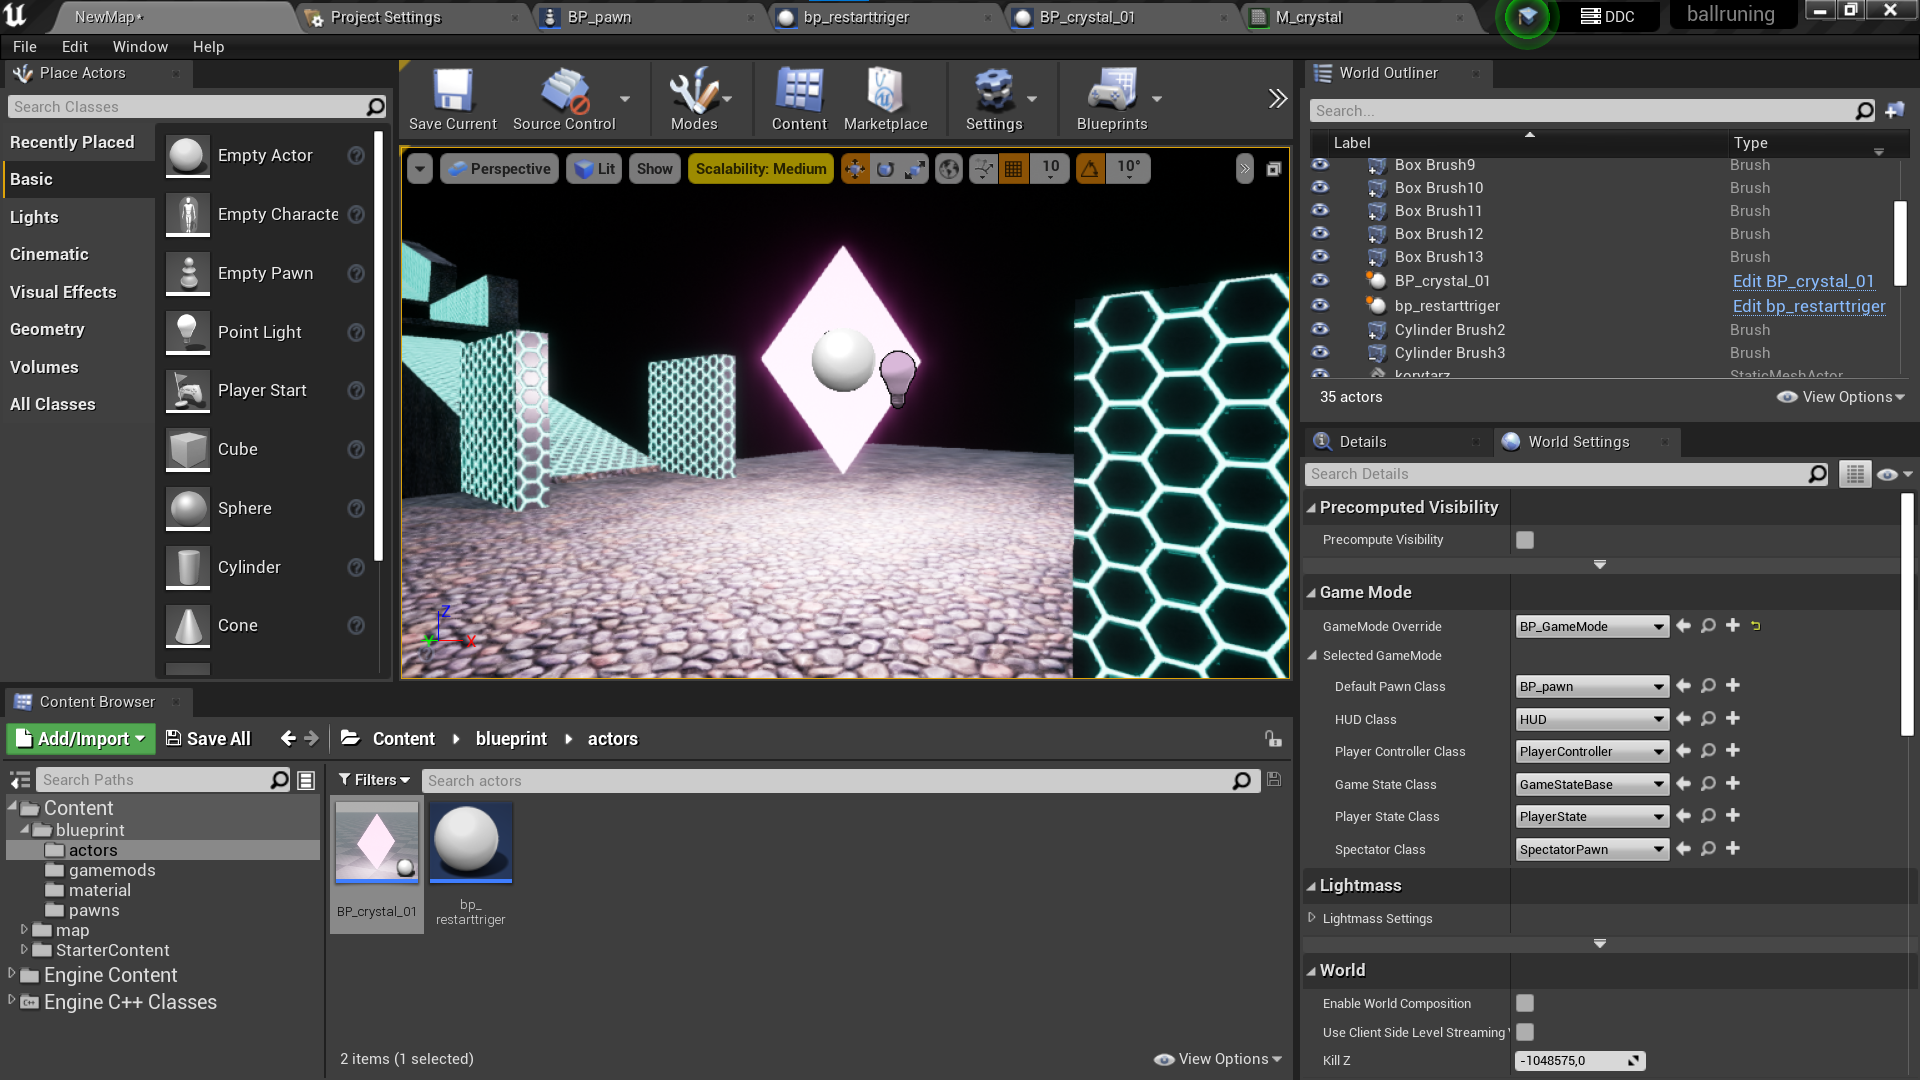 NewMap*
Project Settings
BP_pawn
bp_restarttriger
BP_crystal_01
M_crystal
DDC
ballruning
File
Edit
Window
Help
Place Actors
Search Classes
Recently Placed
Basic
Lights
Cinematic
Visual Effects
Geometry
Volumes
All Classes
Empty Actor
Empty Characte
Empty Pawn
Point Light
Player Start
Cube
Sphere
Cylinder
Cone
Save Current
Source Control
Modes
Content
Marketplace
Settings
Blueprints
Perspective
Lit
Show
Scalability: Medium
10
10°
Z
X
World Outliner
Search...
Label
Type
Box Brush9 Brush
Box Brush10 Brush
Box Brush11 Brush
Box Brush12 Brush
Box Brush13 Brush
BP_crystal_01 Edit BP_crystal_01
bp_restarttriger Edit bp_restarttriger
Cylinder Brush2 Brush
Cylinder Brush3 Brush
korytarz StaticMeshActor
35 actors
View Options
Details
World Settings
Search Details
Precomputed Visibility
Precompute Visibility
Game Mode
GameMode Override BP_GameMode
Selected GameMode
Default Pawn Class BP_pawn
HUD Class HUD
Player Controller Class PlayerController
Game State Class GameStateBase
Player State Class PlayerState
Spectator Class SpectatorPawn
Lightmass
Lightmass Settings
World
Enable World Composition
Use Client Side Level Streaming
Kill Z -1048575,0
Content Browser
Add/Import
Save All
Content
blueprint
actors
Search Paths
Filters
Search actors
Content
blueprint
actors
gamemods
material
pawns
map
StarterContent
Engine Content
Engine C++ Classes
BP_crystal_01
bp_
restarttriger
2 items (1 selected)
View Options